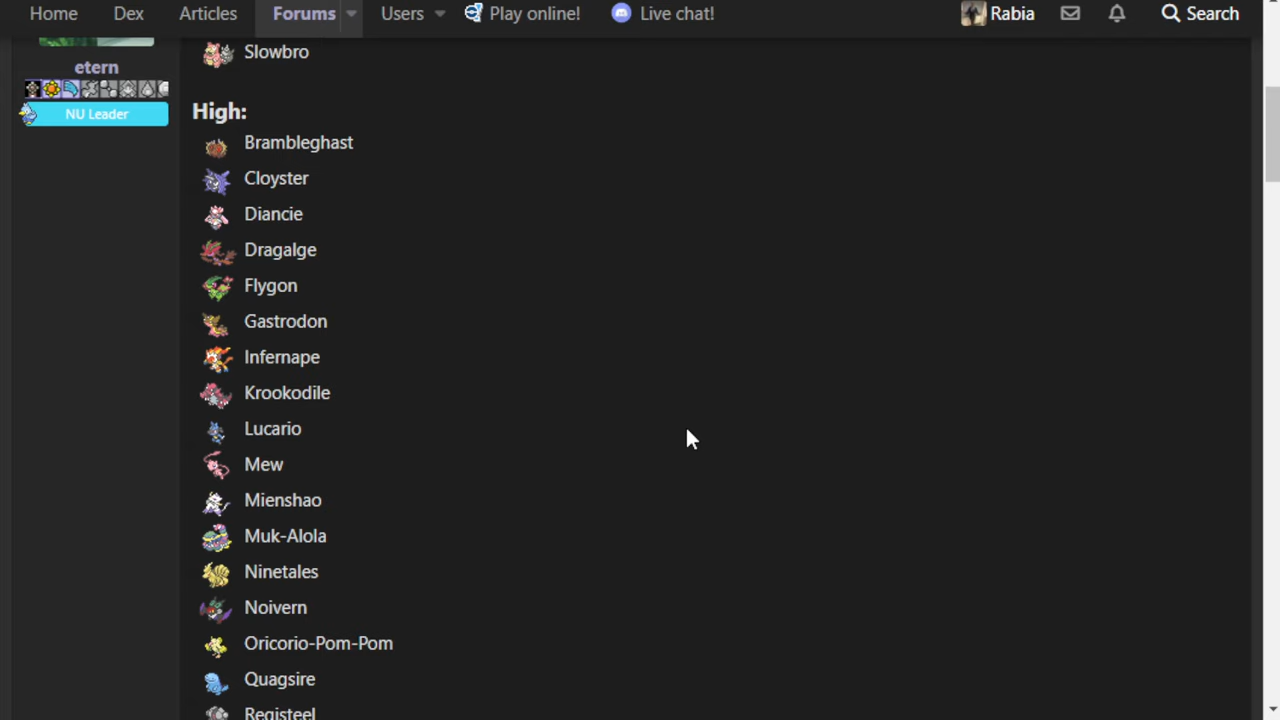 Home Dex Articles Forums Users Play online! Live chat! Rabia Search
etern
NU Leader
Slowbro
High:
Brambleghast
Cloyster
Diancie
Dragalge
Flygon
Gastrodon
Infernape
Krookodile
Lucario
Mew
Mienshao
Muk-Alola
Ninetales
Noivern
Oricorio-Pom-Pom
Quagsire
Registeel